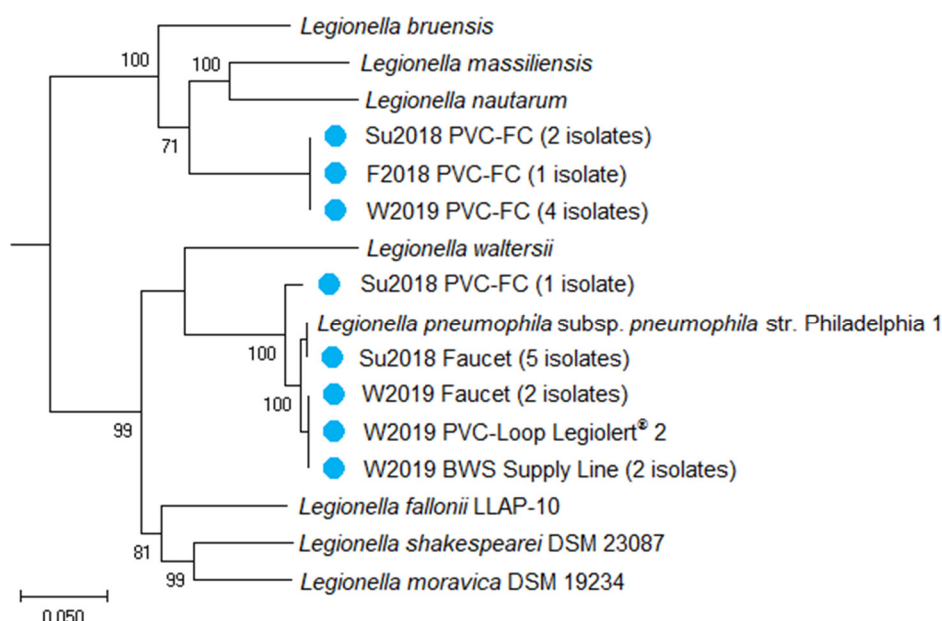 Legionella bruensis
100
100
Legionella massiliensis
Legionella nautarum
71
Su2018 PVC-FC (2 isolates)
F2018 PVC-FC (1 isolate)
W2019 PVC-FC (4 isolates)
Legionella waltersii
Su2018 PVC-FC (1 isolate)
Legionella pneumophila subsp. pneumophila str. Philadelphia 1
100
Su2018 Faucet (5 isolates)
W2019 Faucet (2 isolates)
100
W2019 PVC-Loop Legiolert® 2
99
W2019 BWS Supply Line (2 isolates)
Legionella fallonii LLAP-10
81
Legionella shakespearei DSM 23087
99
Legionella moravica DSM 19234
0.050